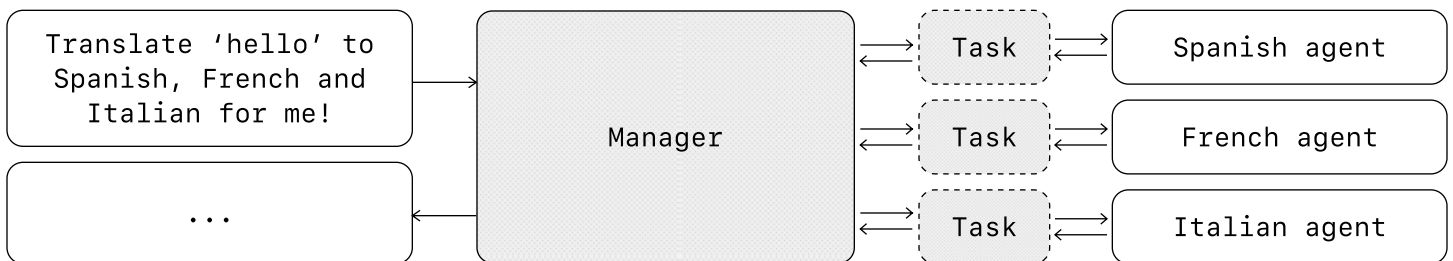 Translate ‘hello’ to
Spanish, French and
Italian for me!
...
Manager
Task
Spanish agent
Task
French agent
Task
Italian agent